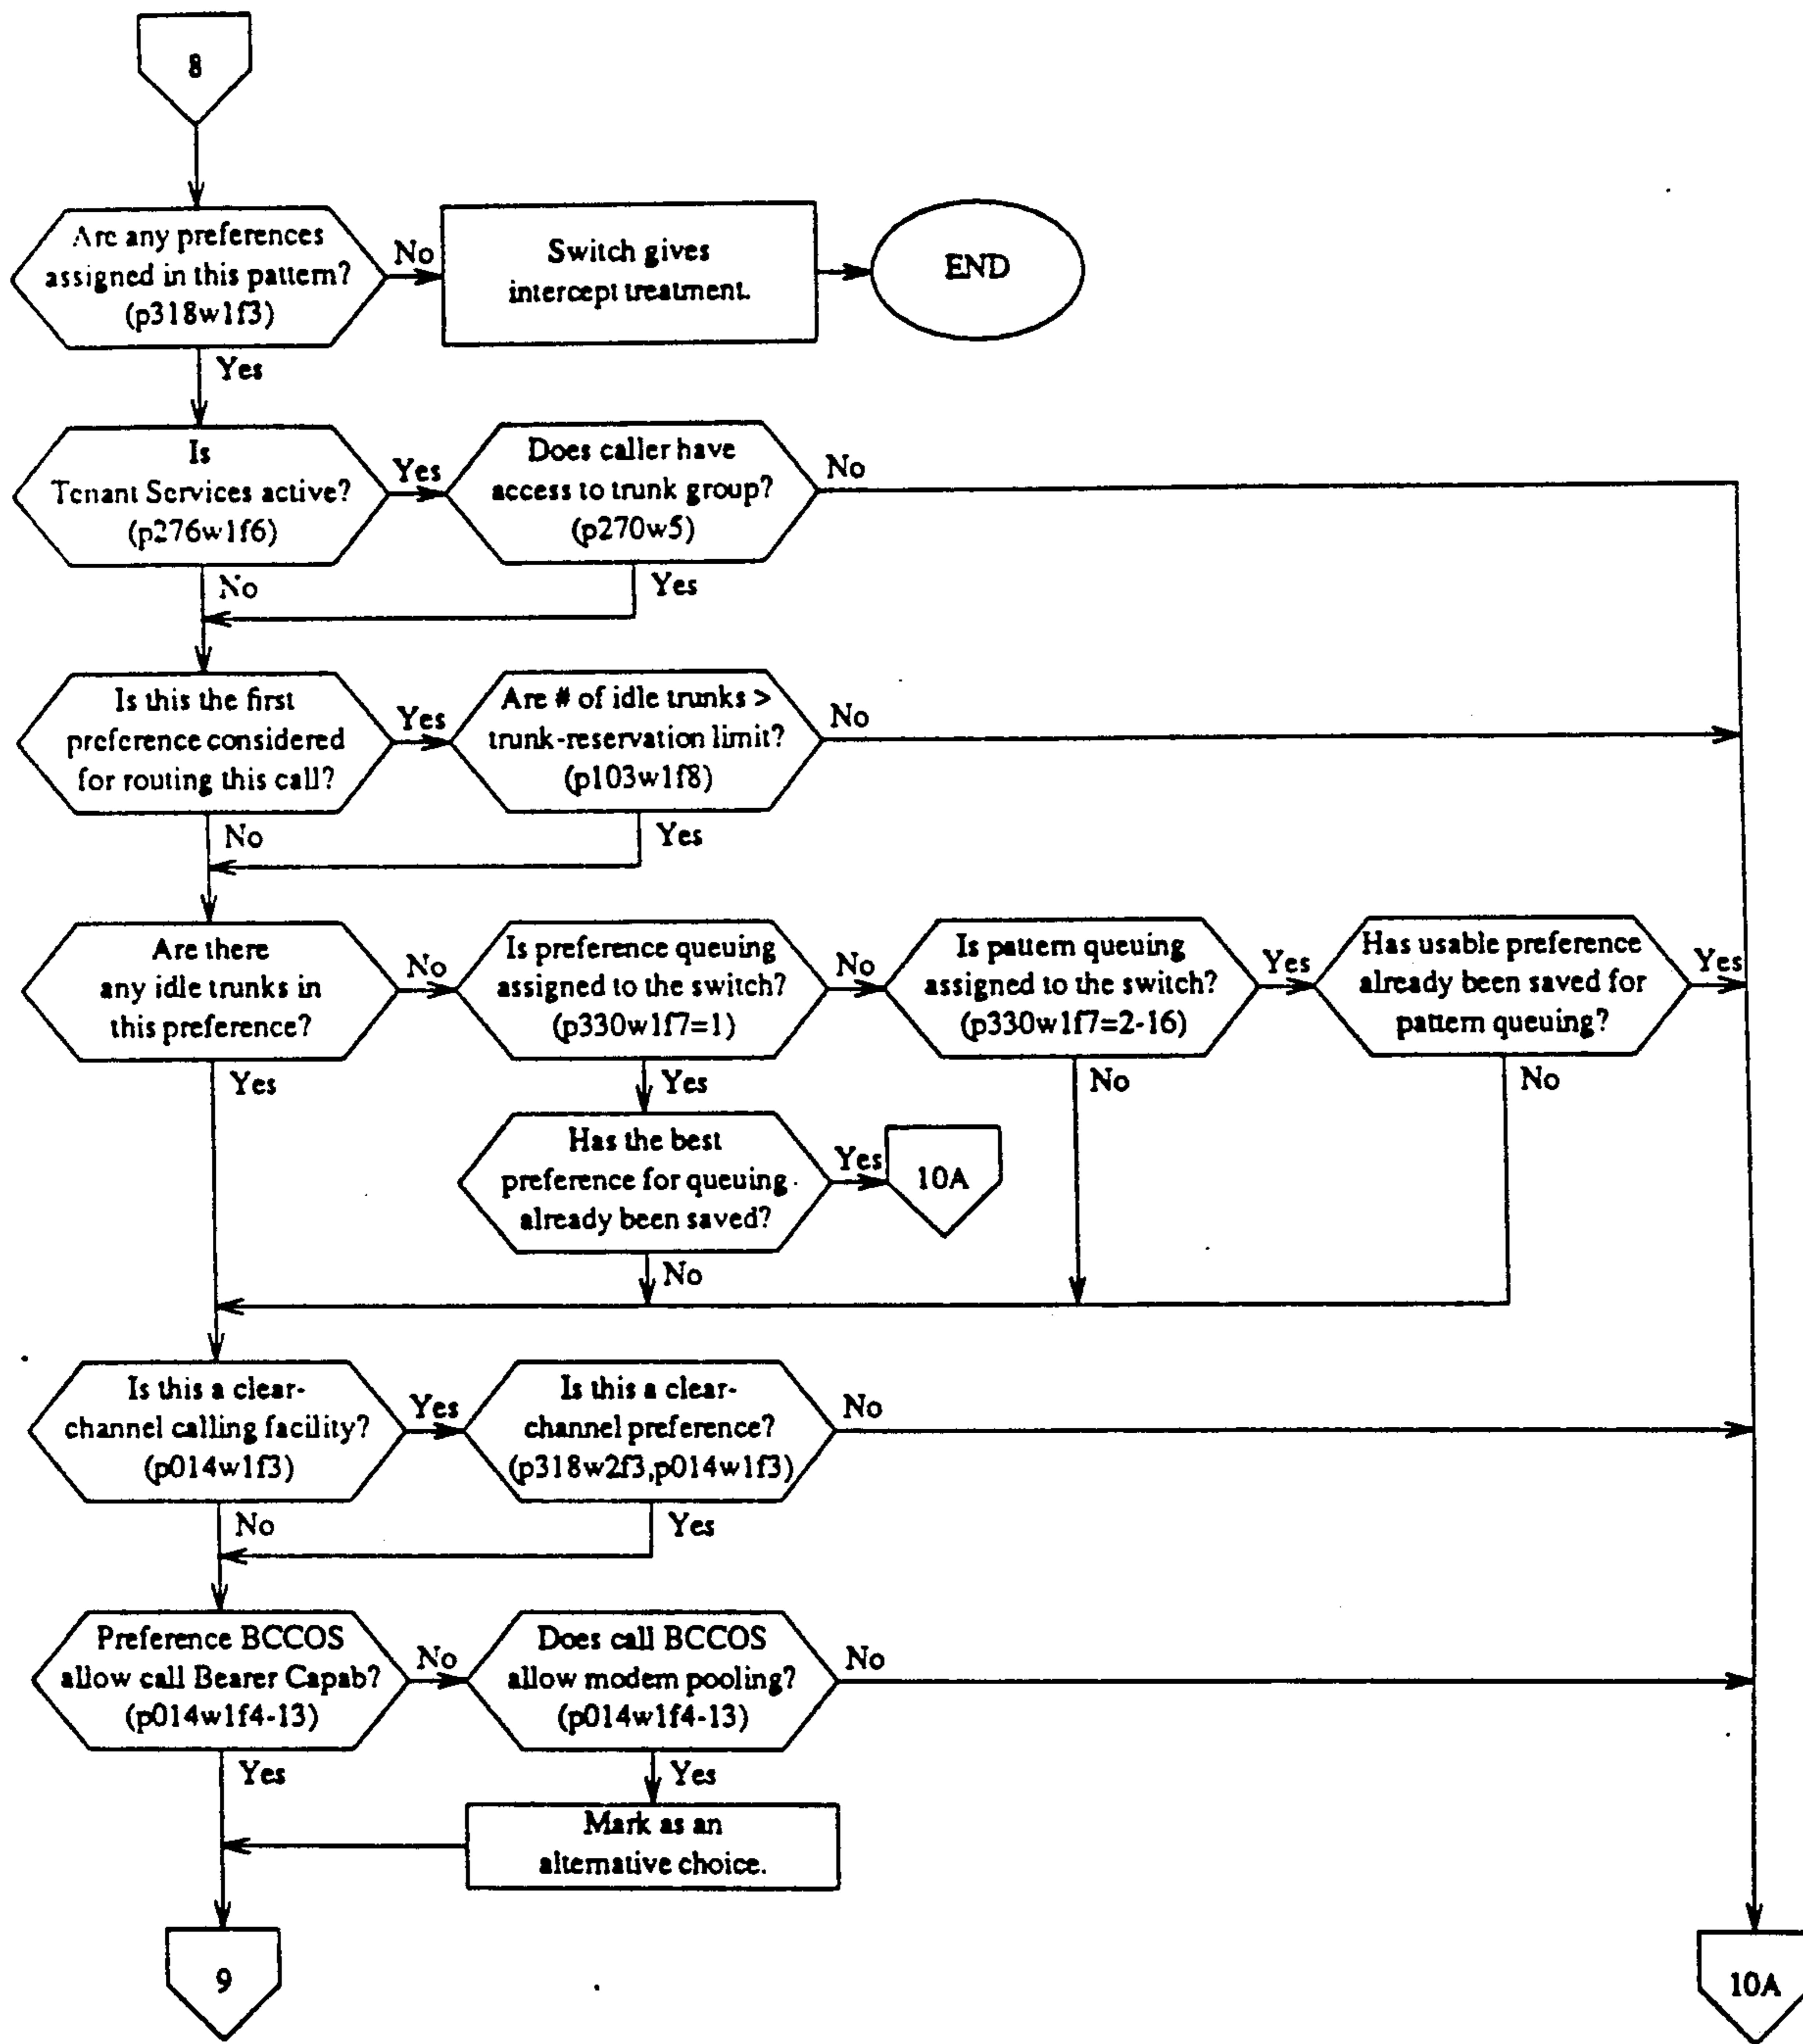 8
Are any preferences
assigned in this pattern?
(p318w1f3)
No
Switch gives
intercept treatment.
END
Yes
Is
Tenant Services active?
(p276w1f6)
Yes
Does caller have
access to trunk group?
(p270w5)
No
No
Yes
Is this the first
preference considered
for routing this call?
Yes
Are # of idle trunks >
trunk-reservation limit?
(p103w1f8)
No
No
Yes
Are there
any idle trunks in
this preference?
No
Is preference queuing
assigned to the switch?
(p330w1f7=1)
No
Is pattern queuing
assigned to the switch?
(p330w1f7=2-16)
Yes
Has usable preference
already been saved for
pattern queuing?
Yes
Yes
Yes
No
No
Has the best
preference for queuing
already been saved?
Yes
10A
No
Is this a clear-
channel calling facility?
(p014w1f3)
Yes
Is this a clear-
channel preference?
(p318w2f3,p014w1f3)
No
No
Yes
Preference BCCOS
allow call Bearer Capab?
(p014w1f4-13)
No
Does call BCCOS
allow modem pooling?
(p014w1f4-13)
No
Yes
Yes
Mark as an
alternative choice.
9
10A